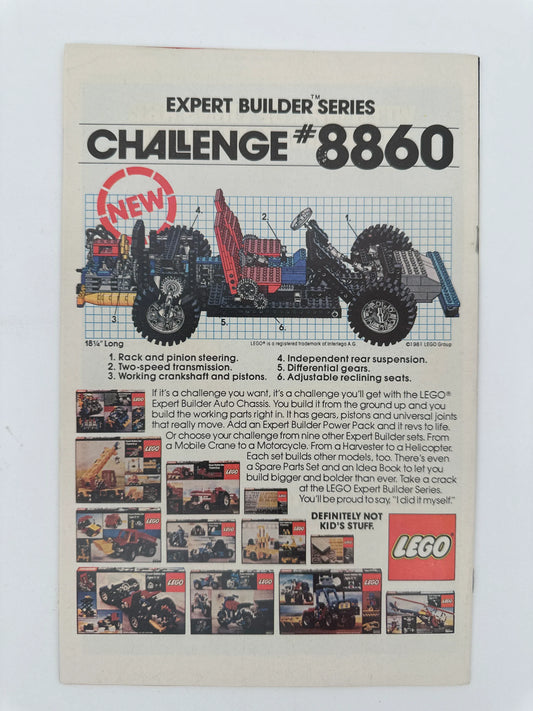 EXPERT BUILDER™ SERIES
CHALLENGE #8860
NEW
4.
2.
1.
3.
5.
6.
18¼" Long
LEGO® is a registered trademark of Interlego A.G.
©1981 LEGO Group
1. Rack and pinion steering.
2. Two-speed transmission.
3. Working crankshaft and pistons.
4. Independent rear suspension.
5. Differential gears.
6. Adjustable reclining seats.
If it's a challenge you want, it's a challenge you'll get with the LEGO®
Expert Builder Auto Chassis. You build it from the ground up and you
build the working parts right in. It has gears, pistons and universal joints
that really move. Add an Expert Builder Power Pack and it revs to life.
Or choose your challenge from nine other Expert Builder sets. From
a Mobile Crane to a Motorcycle. From a Harvester to a Helicopter.
Each set builds other models, too. There's even
a Spare Parts Set and an Idea Book to let you
build bigger and bolder than ever. Take a crack
at the LEGO Expert Builder Series.
You'll be proud to say, "I did it myself."
DEFINITELY NOT
KID'S STUFF.
LEGO
LEGO
LEGO
LEGO
LEGO
LEGO
LEGO
LEGO
LEGO